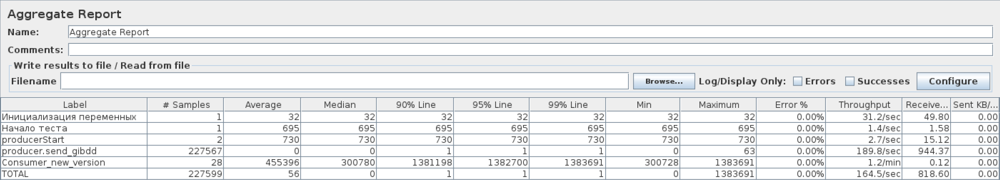 Aggregate Report
Name: Aggregate Report
Comments:
Write results to file / Read from file
Filename Browse... Log/Display Only: Errors Successes Configure
Label # Samples Average Median 90% Line 95% Line 99% Line Min Maximum Error % Throughput Receive... Sent KB/...
Инициализация переменных 1 32 32 32 32 32 32 32 0.00% 31.2/sec 49.80 0.00
Начало теста 1 695 695 695 695 695 695 695 0.00% 1.4/sec 1.58 0.00
producerStart 2 730 730 730 730 730 730 730 0.00% 2.7/sec 15.12 0.00
producer.send_gibdd 227567 0 0 1 1 1 0 63 0.00% 189.8/sec 944.37 0.00
Consumer_new_version 28 455396 300780 1381198 1382700 1383691 300728 1383691 0.00% 1.2/min 0.12 0.00
TOTAL 227599 56 0 1 1 1 0 1383691 0.00% 164.5/sec 818.60 0.00